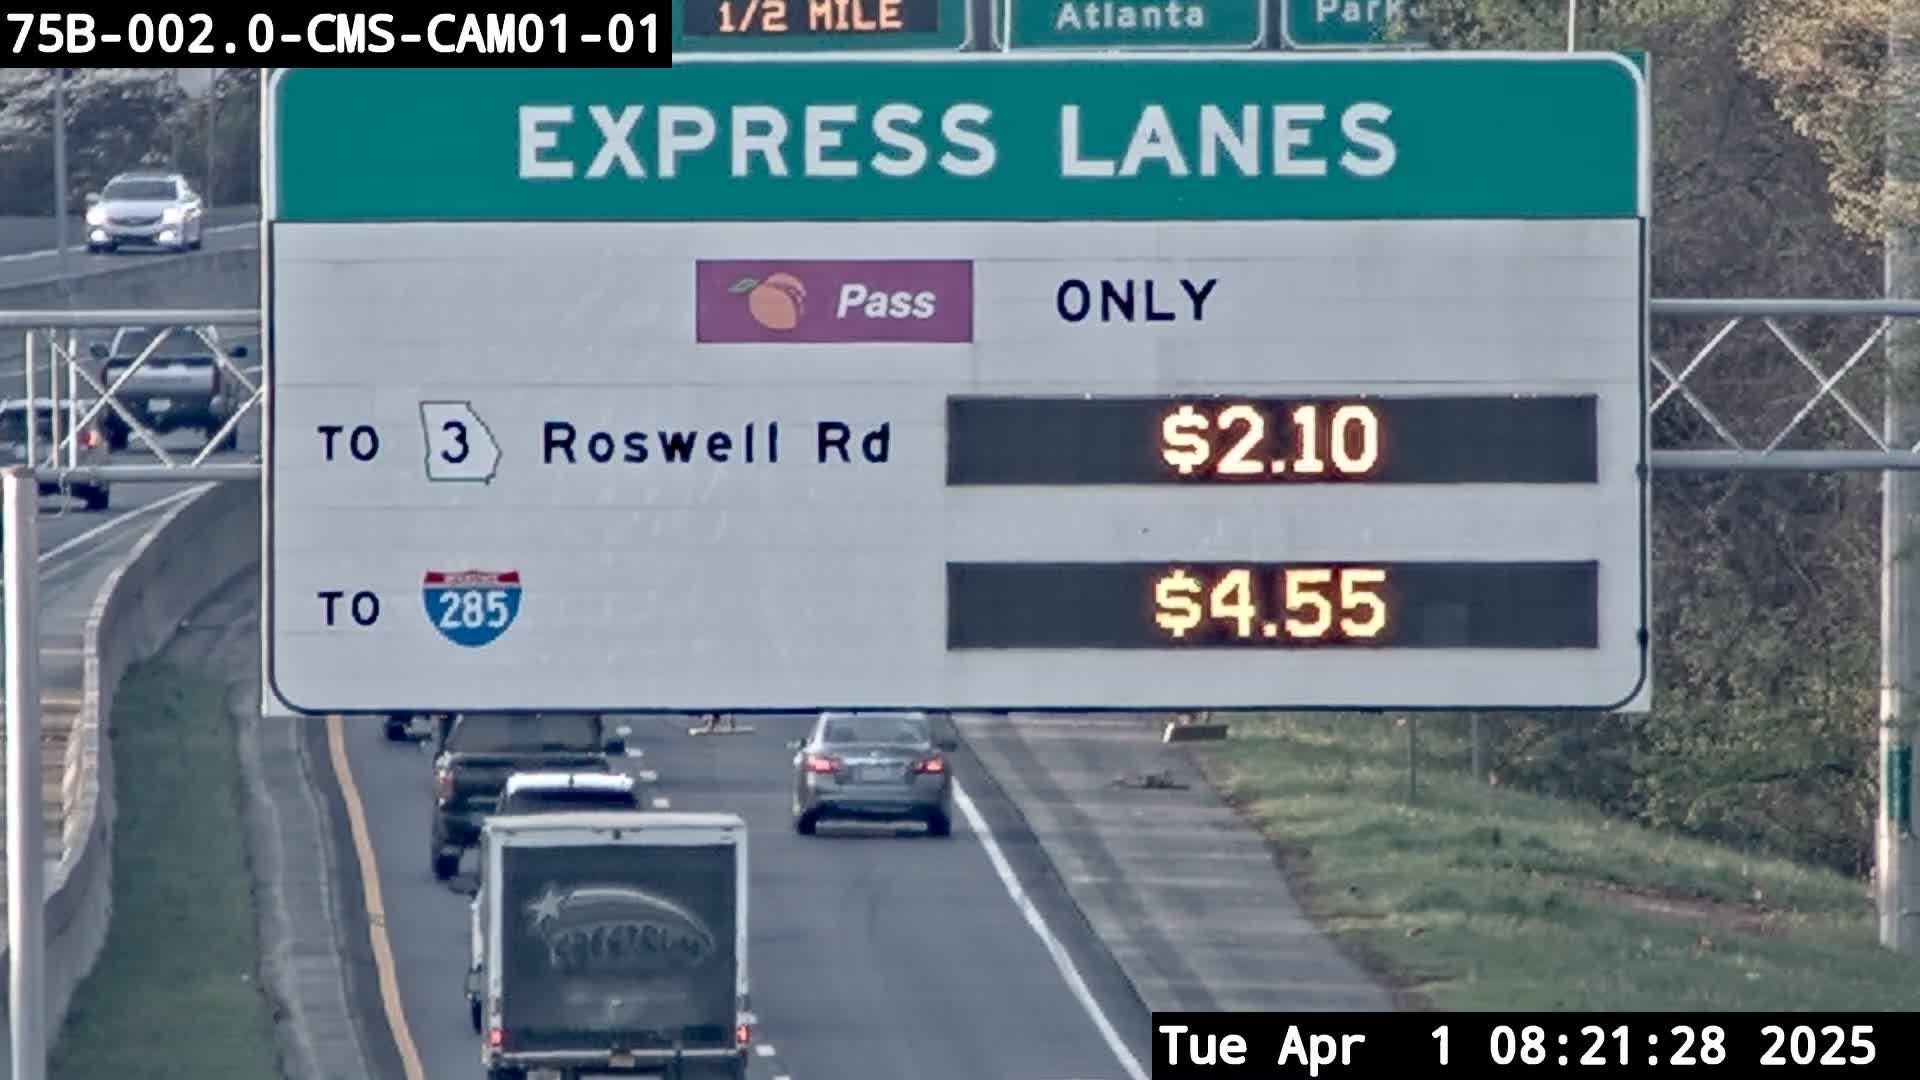 75B-002.0-CMS-CAM01-01
1/2 MILE
Atlanta
EXPRESS LANES
Pass ONLY
TO 3 Roswell Rd $2.10
TO 285 $4.55
Tue Apr 1 08:21:28 2025